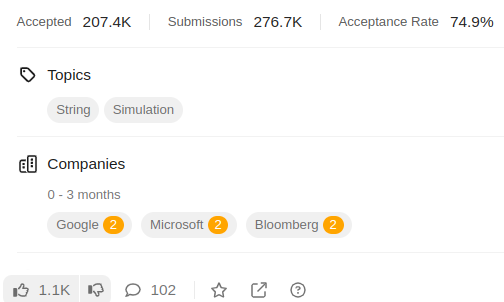 Accepted 207.4K Submissions 276.7K Acceptance Rate 74.9%
Topics
String Simulation
Companies
0 - 3 months
Google 2 Microsoft 2 Bloomberg 2
1.1K 102